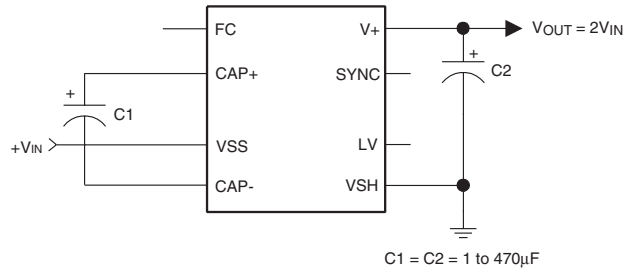 FC V+ VOUT = 2VIN
+
CAP+ SYNC C2
+
C1
+VIN VSS LV
CAP- VSH
C1 = C2 = 1 to 470µF